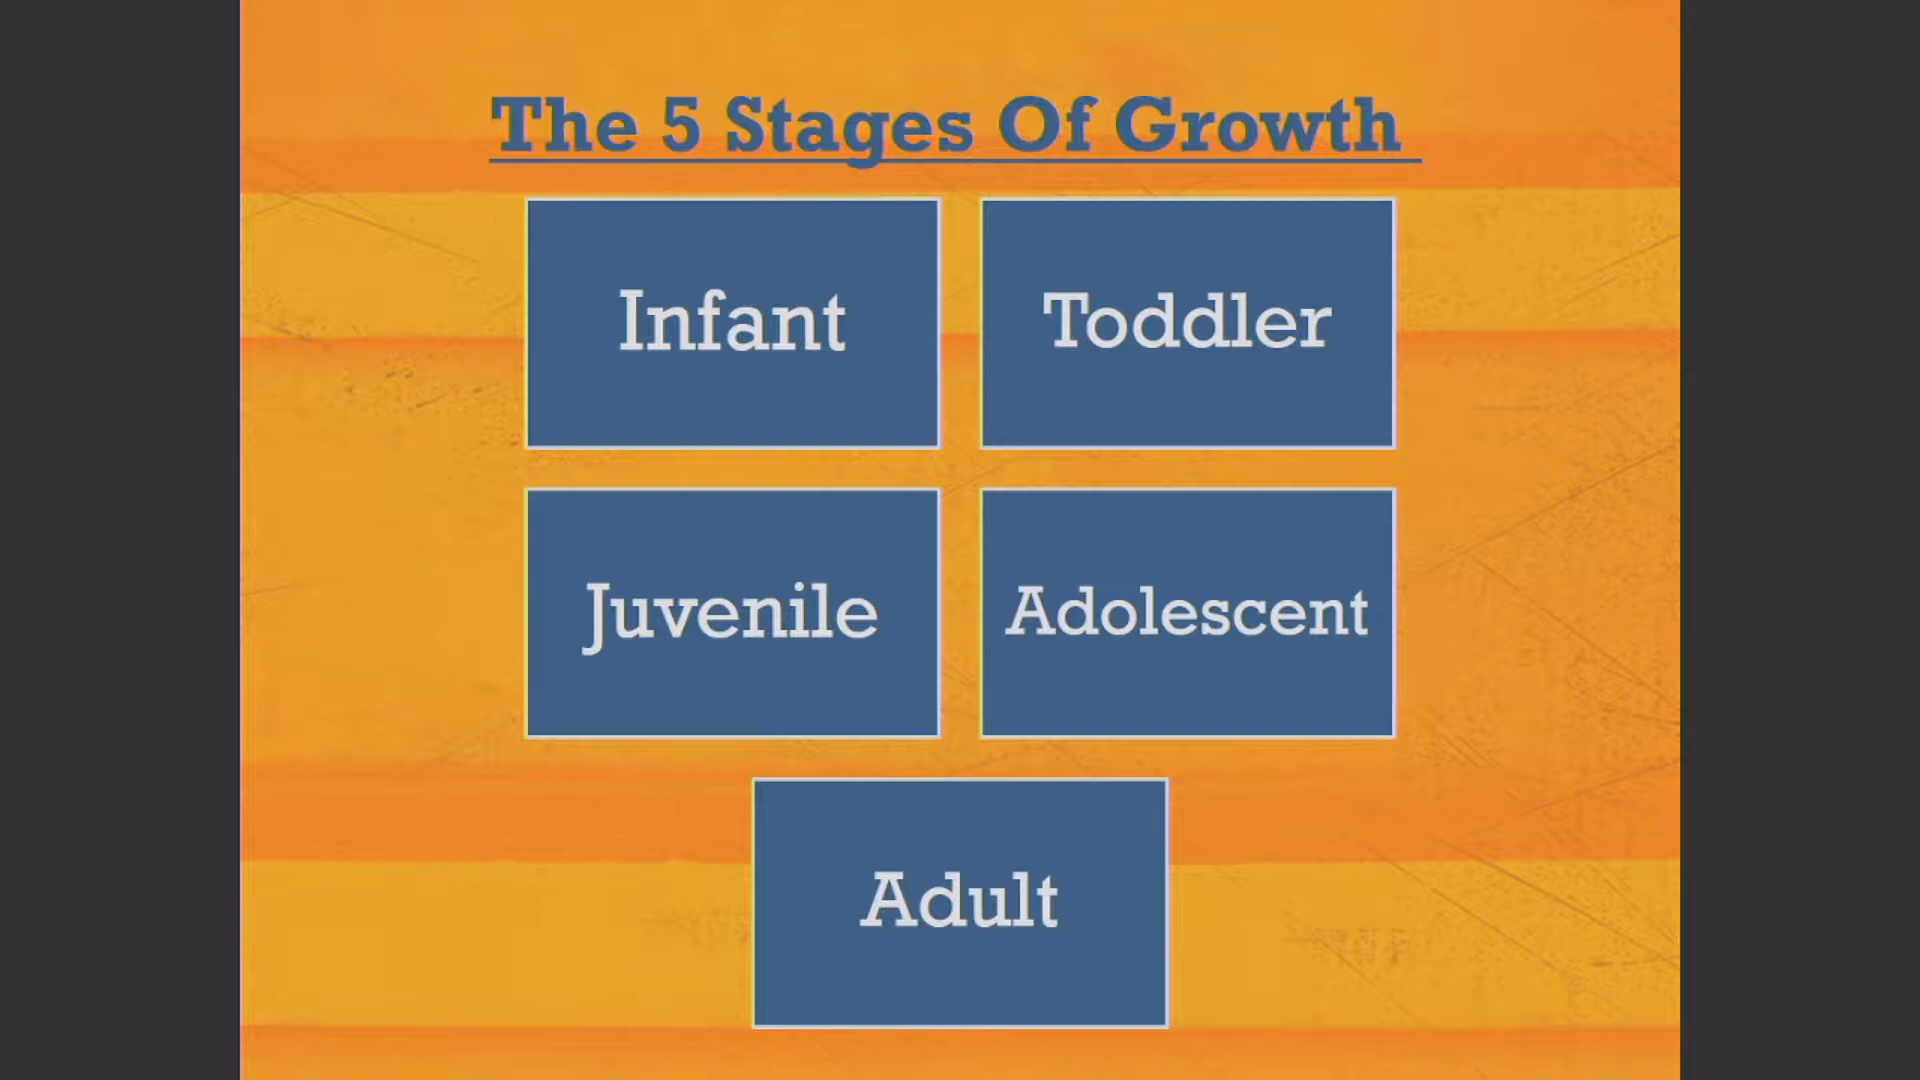 The 5 Stages Of Growth
Infant
Toddler
Juvenile
Adolescent
Adult